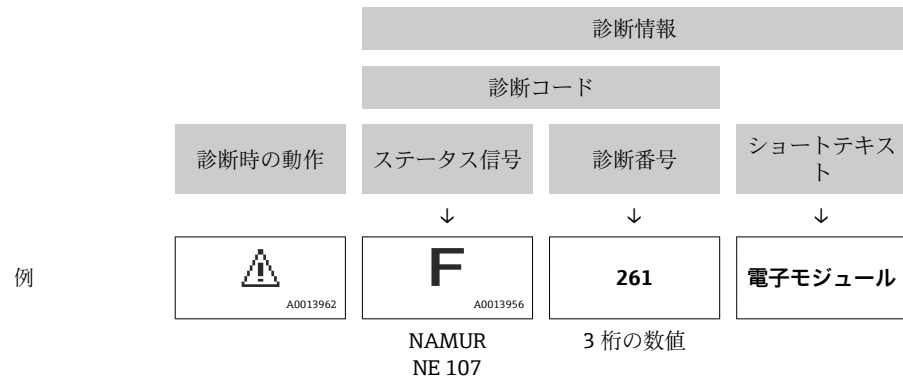 診断情報
診断コード
診断時の動作
ステータス信号
診断番号
ショートテキス
ト
↓
↓
↓
例
A0013962
F
A0013956
261
電子モジュール
NAMUR
NE 107
3 桁の数値